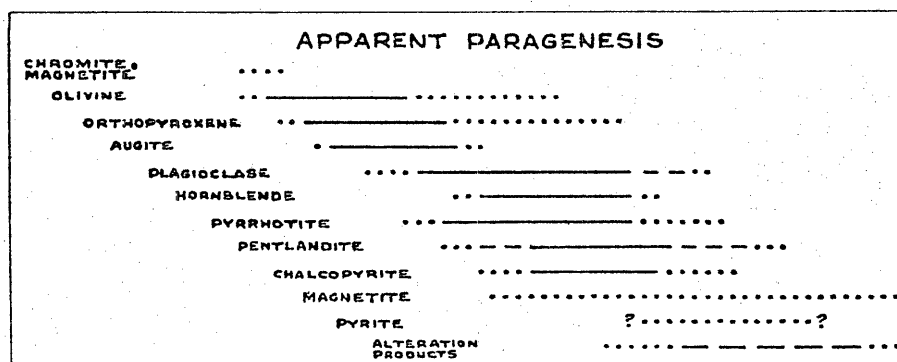 APPARENT PARAGENESIS
CHROMITE.
MAGNETITE
OLIVINE
ORTHOPYROXENE
AUGITE
PLAGIOCLASE
HORNBLENDE
PYRRHOTITE
PENTLANDITE
CHALCOPYRITE
MAGNETITE
PYRITE ? ?
ALTERATION
PRODUCTS